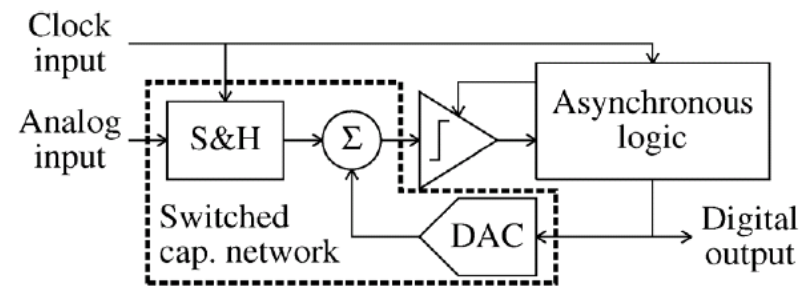 Clock
input
Analog
input
S&H
Σ
Asynchronous
logic
Switched
cap. network
DAC
Digital
output